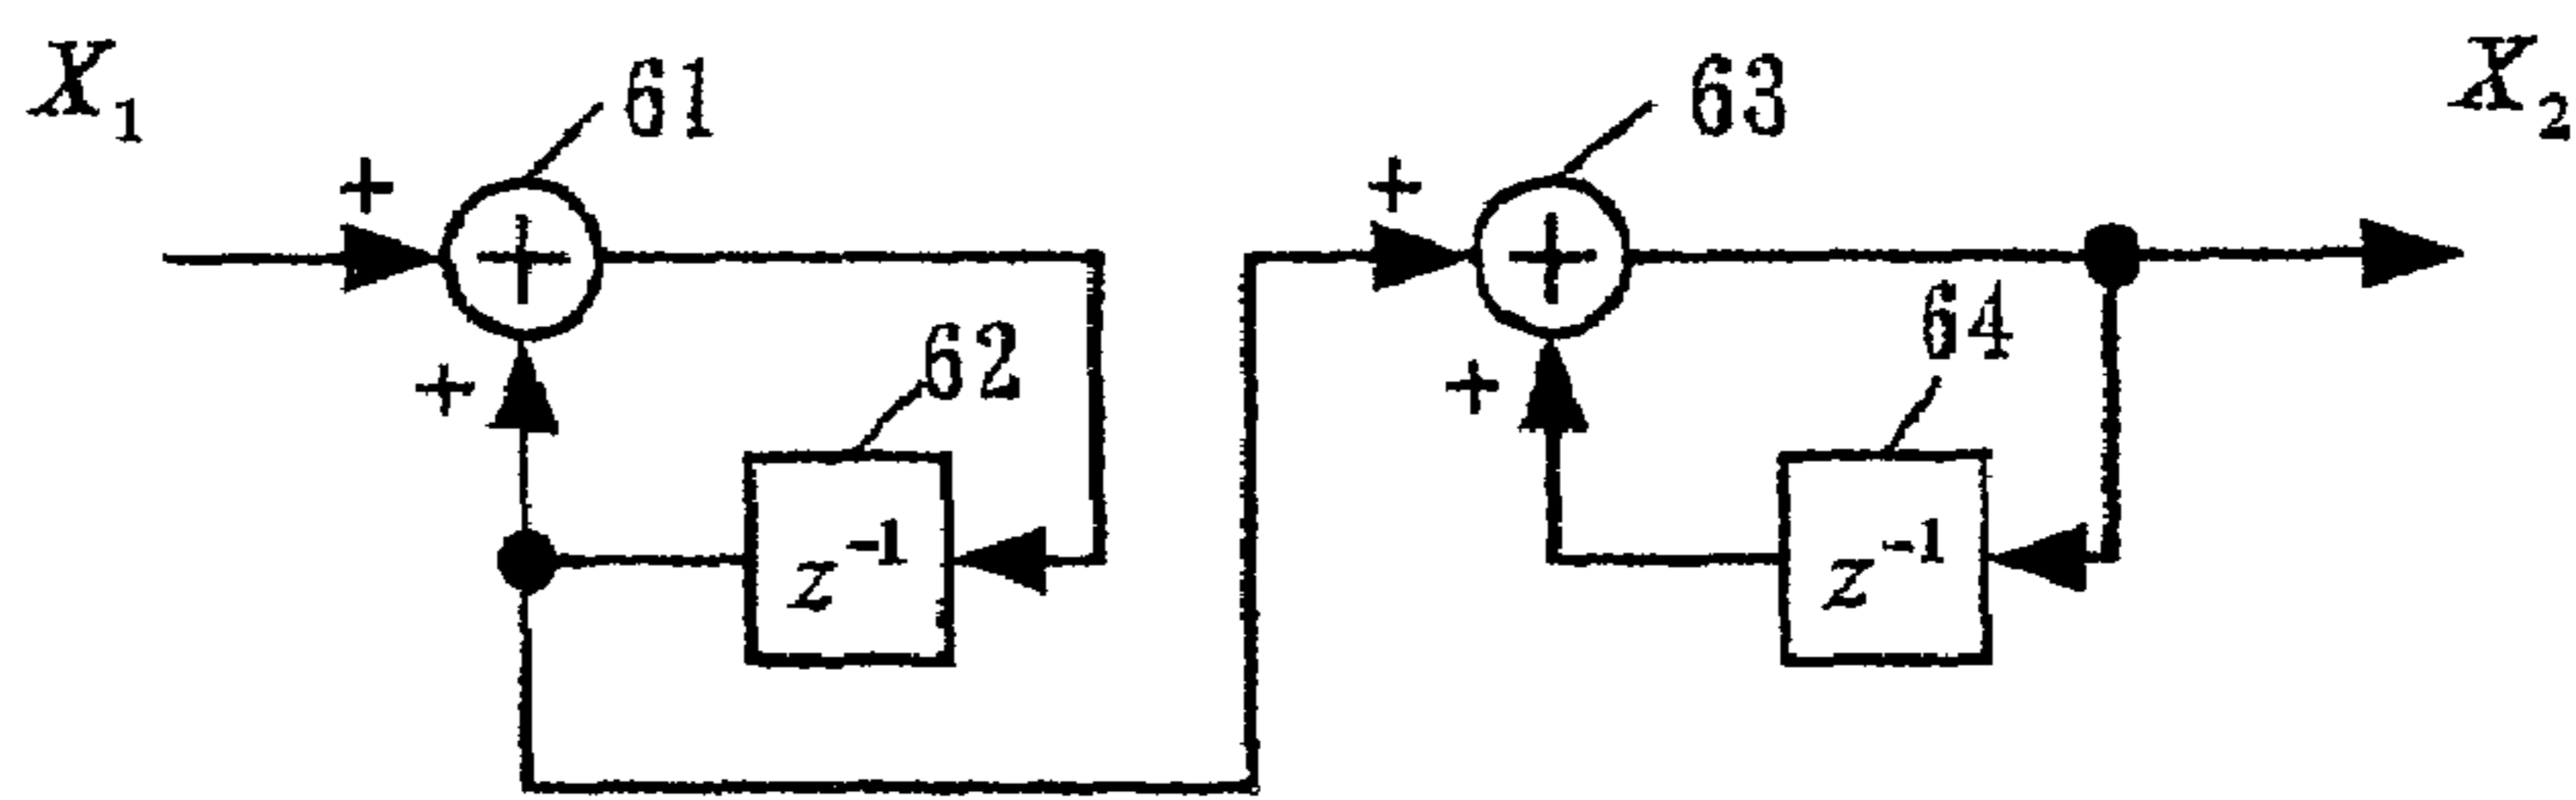 X₁
61
63
X₂
+
+
+
+
62
64
+
+
z⁻¹
z⁻¹